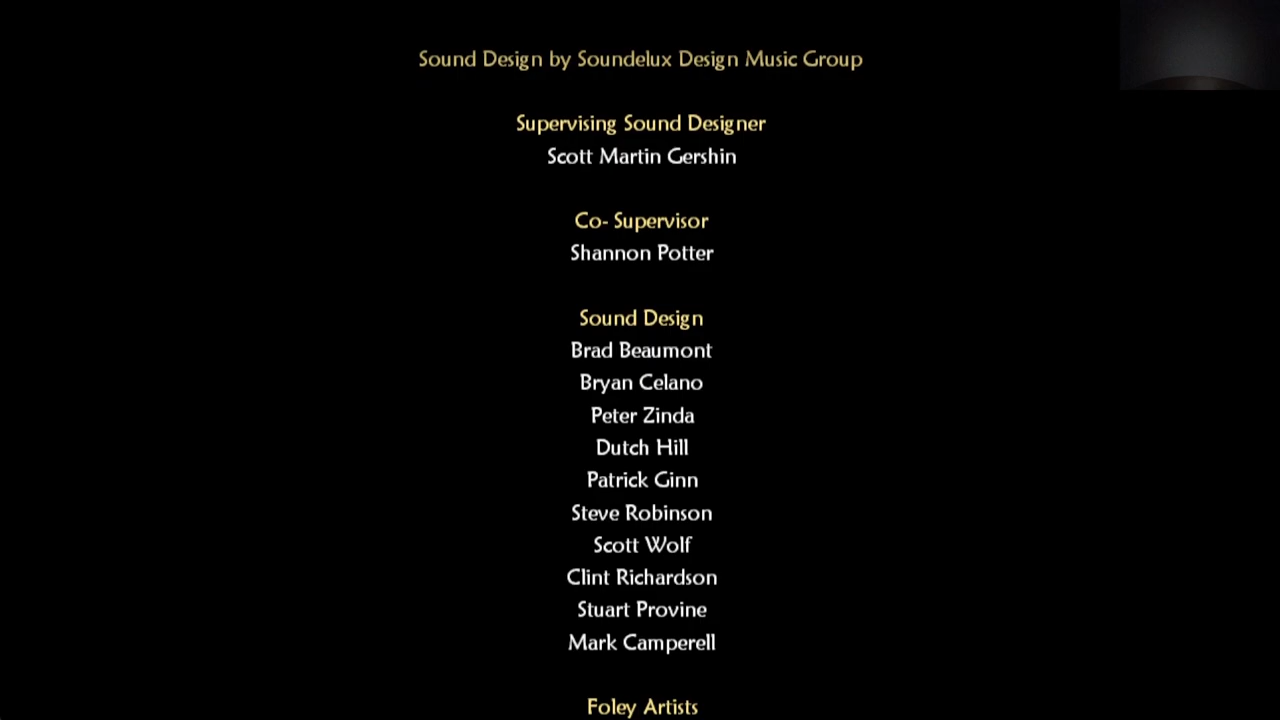 Sound Design by Soundelux Design Music Group
Supervising Sound Designer
Scott Martin Gershin
Co- Supervisor
Shannon Potter
Sound Design
Brad Beaumont
Bryan Celano
Peter Zinda
Dutch Hill
Patrick Ginn
Steve Robinson
Scott Wolf
Clint Richardson
Stuart Provine
Mark Camperell
Foley Artists